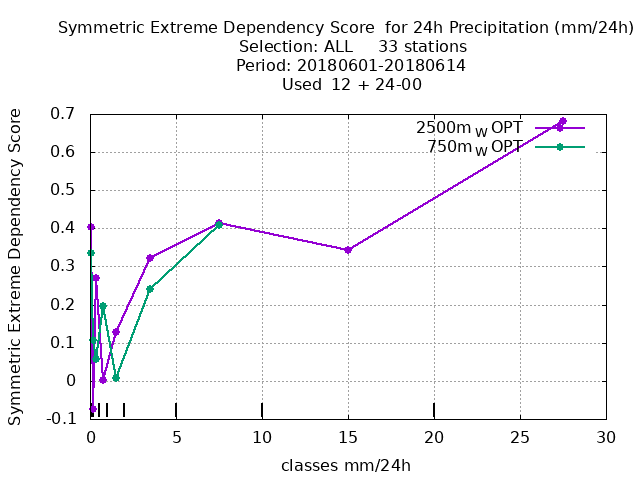 Symmetric Extreme Dependency Score  for 24h Precipitation (mm/24h)
Selection: ALL     33 stations
Period: 20180601-20180614
Used  12 + 24-00
Symmetric Extreme Dependency Score
0.7
0.6
0.5
0.4
0.3
0.2
0.1
0
-0.1
2500m W OPT
750m W OPT
0 5 10 15 20 25 30
classes mm/24h